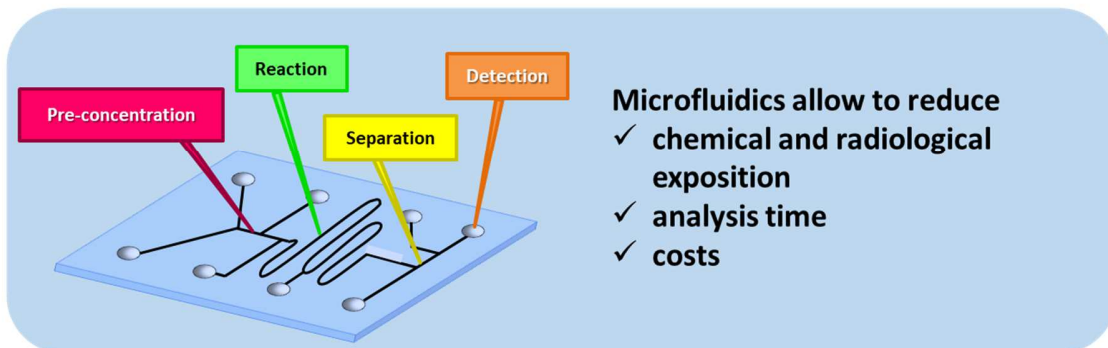 Reaction
Detection
Pre-concentration
Separation
Microfluidics allow to reduce
✓ chemical and radiological
exposition
✓ analysis time
✓ costs